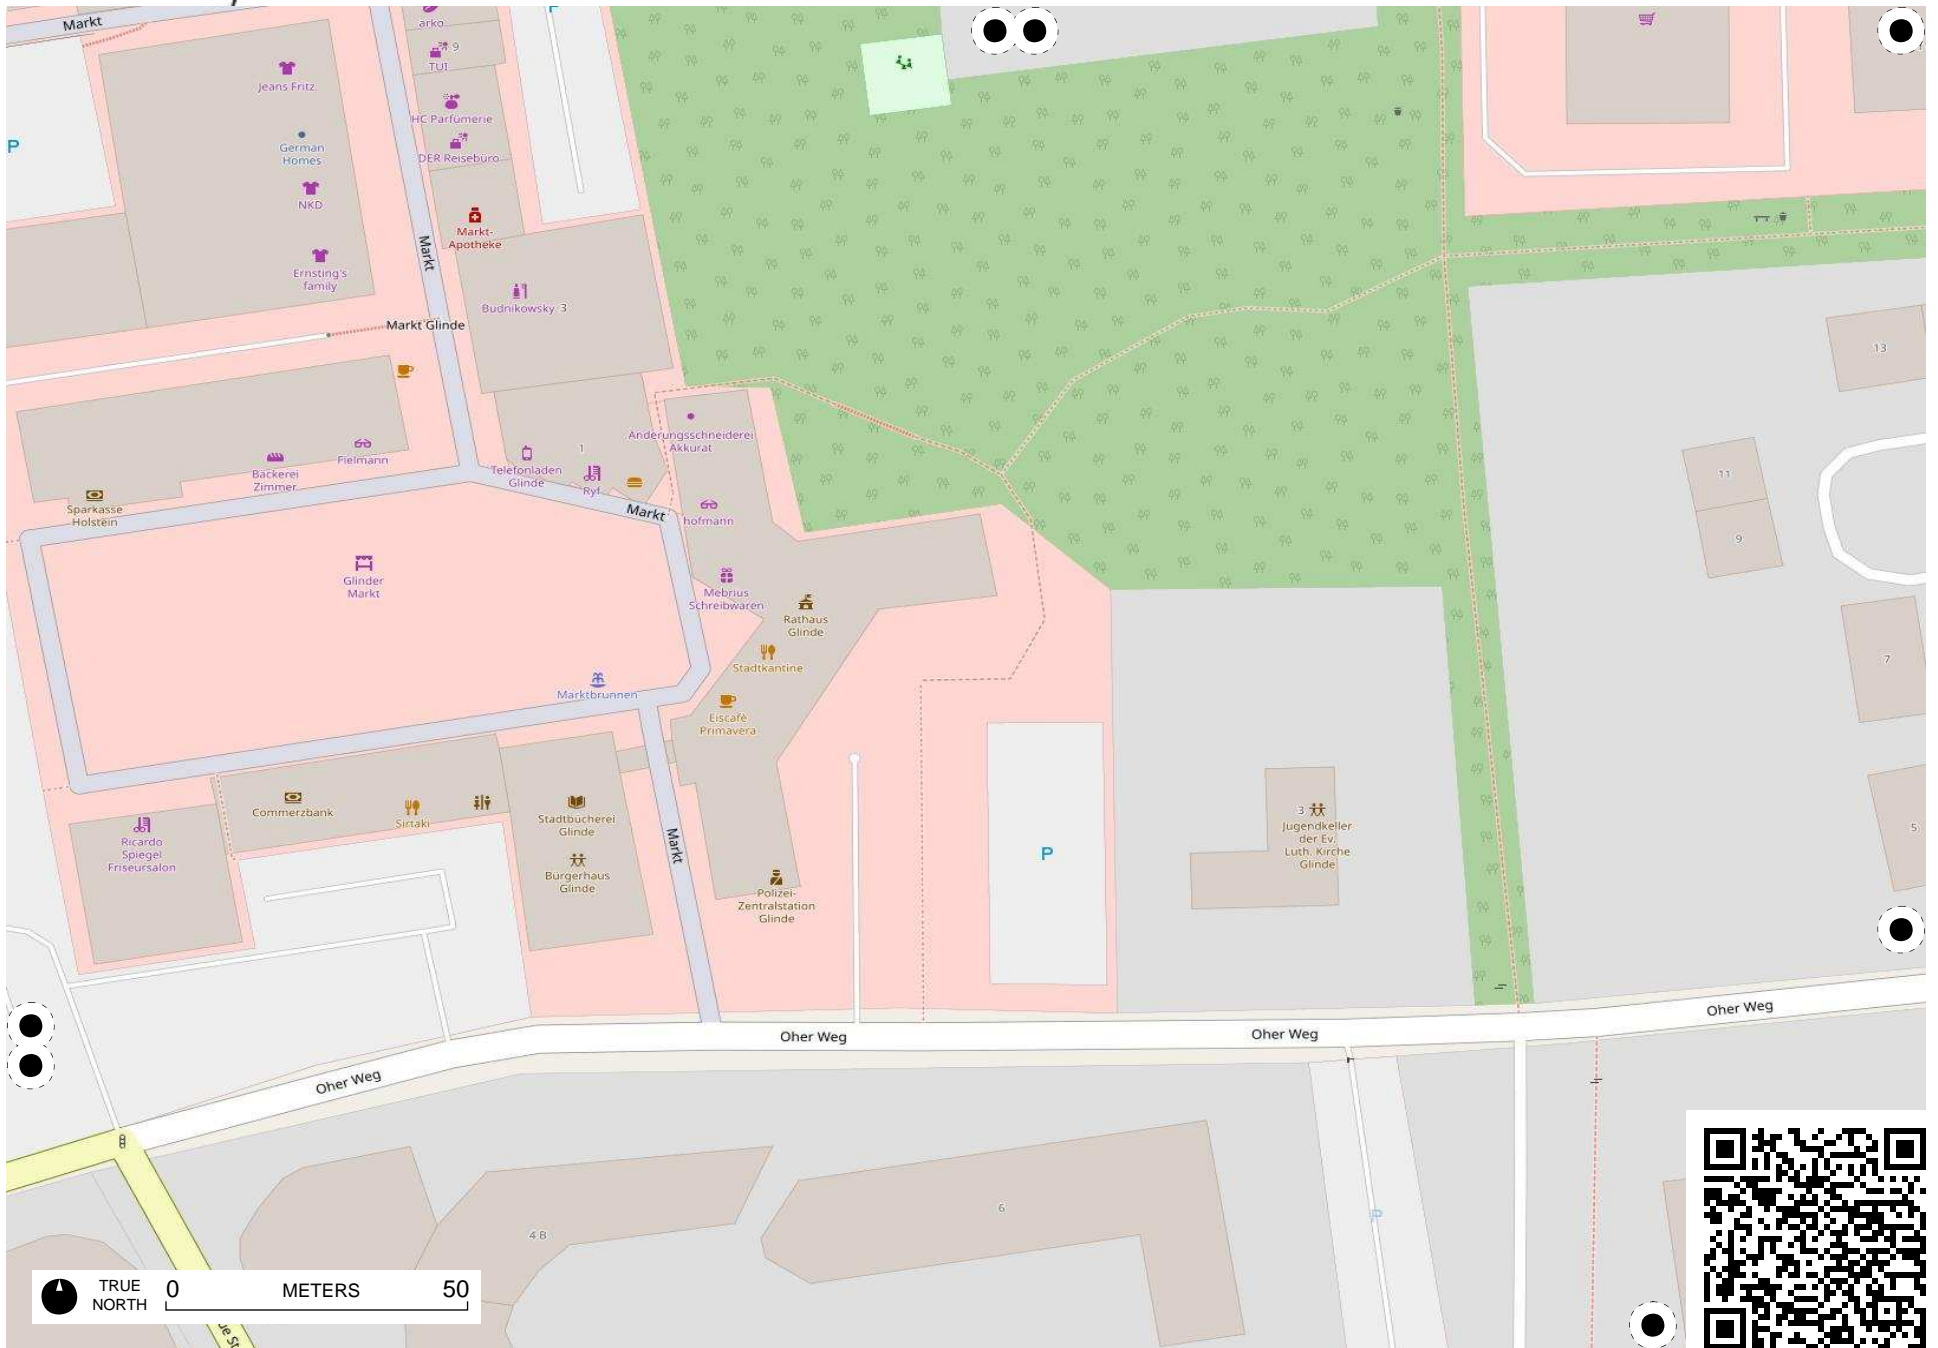 Markt
arko
9
TUI
P
Jeans Fritz
HC Parfümerie
DER Reisebüro
P
German
Homes
NKD
Markt-
Apotheke
Markt
Ernsting's
family
Budnikowsky 3
Markt Glinde
13
Änderungsschneiderei
Akkurat
1
Fielmann
Bäckerei
Zimmer
Telefonladen
Glinde
Ryf
11
Sparkasse
Holstein
Markt
hofmann
9
Glinder
Markt
Mebrius
Schreibwaren
Rathaus
Glinde
Stadtkantine
7
Marktbrunnen
Eiscafé
Primavera
Commerzbank
Sirtaki
Stadtbücherei
Glinde
3
Jugendkeller
der Ev.
Luth. Kirche
Glinde
5
Ricardo
Spiegel
Friseursalon
Markt
P
Bürgerhaus
Glinde
Polizei-
Zentralstation
Glinde
Oher Weg
Oher Weg
Oher Weg
Oher Weg
6
P
4 B
TRUE
NORTH
0 METERS 50